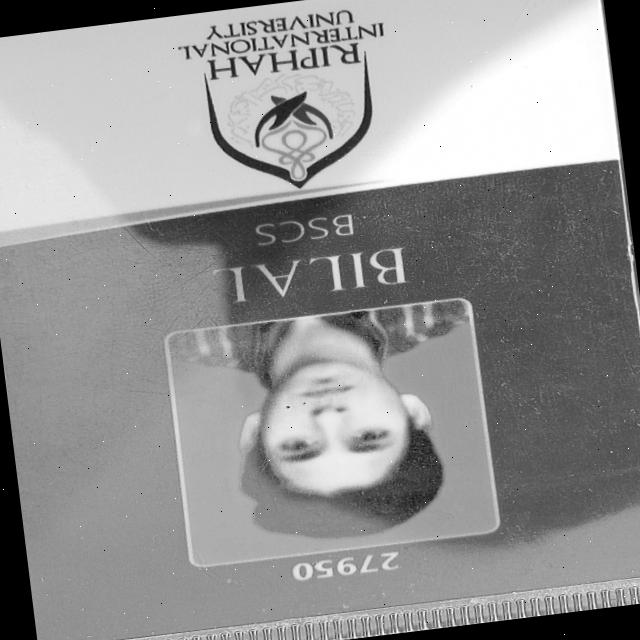 27950
BILAL
BSCS
RIPHAH
INTERNATIONAL
UNIVERSITY